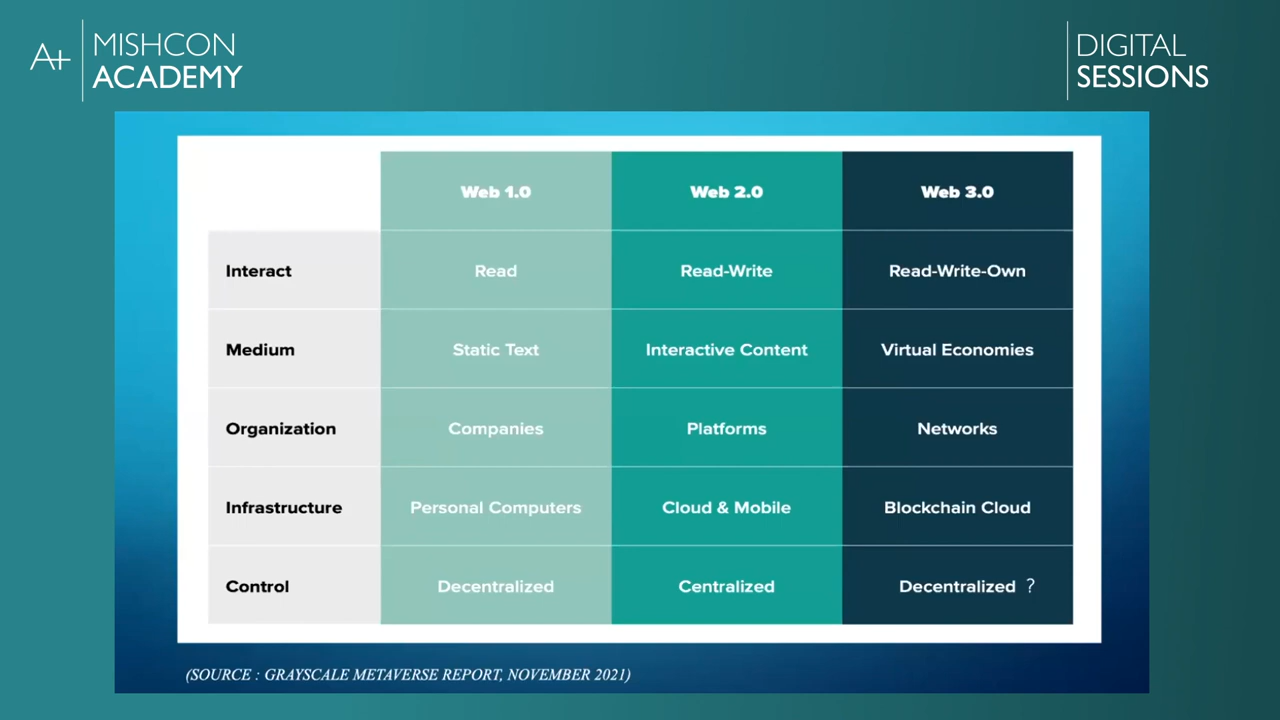 A+ MISHCON
ACADEMY
DIGITAL
SESSIONS
Web 1.0 Web 2.0 Web 3.0
Interact Read Read-Write Read-Write-Own
Medium Static Text Interactive Content Virtual Economies
Organization Companies Platforms Networks
Infrastructure Personal Computers Cloud & Mobile Blockchain Cloud
Control Decentralized Centralized Decentralized ?
(SOURCE : GRAYSCALE METAVERSE REPORT, NOVEMBER 2021)